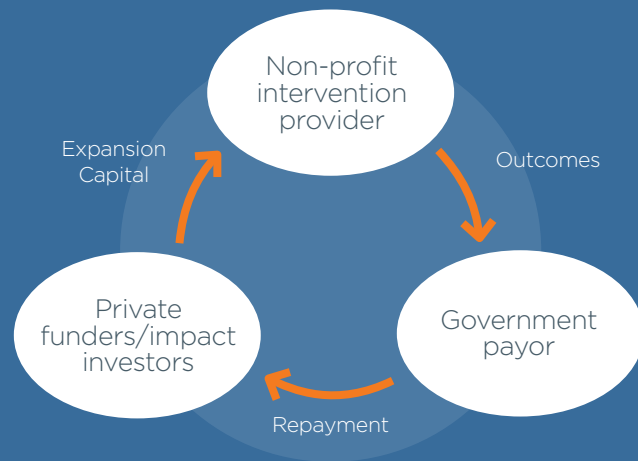 Non-profit
intervention
provider
Expansion
Capital
Outcomes
Private
funders/impact
investors
Government
payor
Repayment